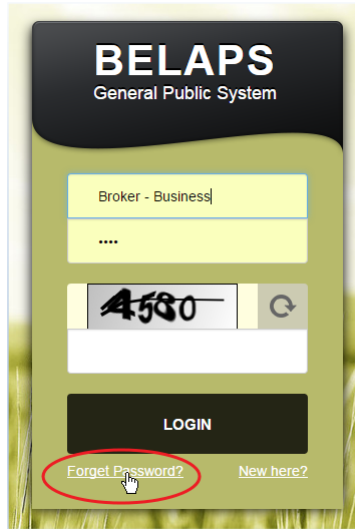 BELAPS
General Public System
Broker - Business
••••
4580
LOGIN
Forget Password? New here?